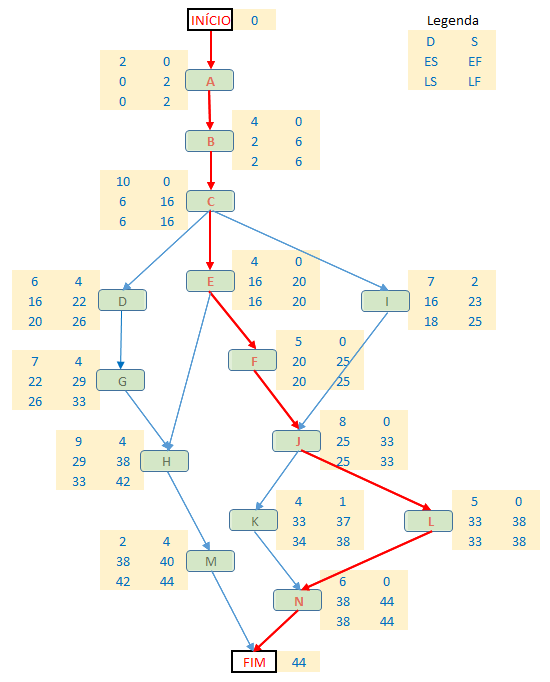 INÍCIO 0
Legenda
D S
ES EF
LS LF
2 0
0 2
0 2
A
4 0
2 6
2 6
B
10 0
6 16
6 16
C
4 0
16 20
16 20
E
6 4
16 22
20 26
D
7 2
16 23
18 25
I
5 0
20 25
20 25
F
7 4
22 29
26 33
G
8 0
25 33
25 33
J
9 4
29 38
33 42
H
4 1
33 37
34 38
K
5 0
33 38
33 38
L
2 4
38 40
42 44
M
6 0
38 44
38 44
N
FIM 44